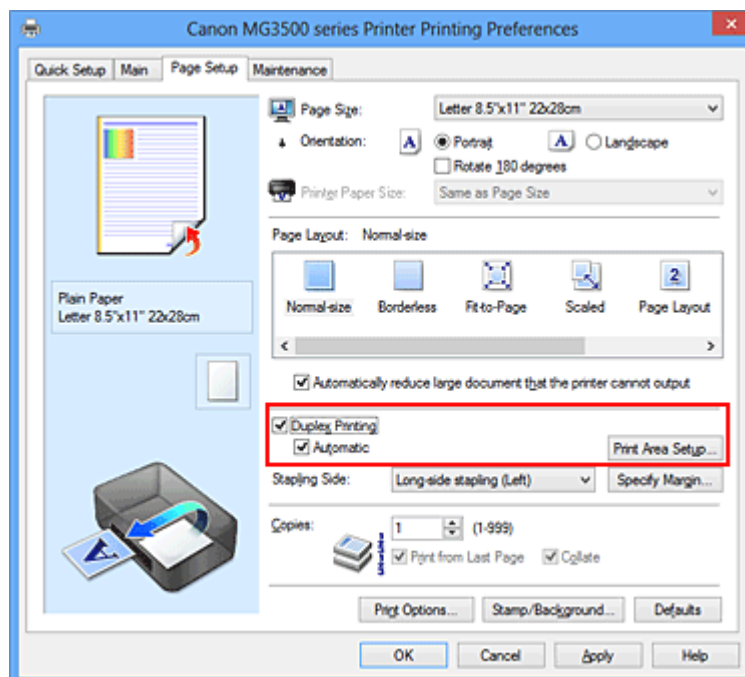 Canon MG3500 series Printer Printing Preferences
Quick Setup Main Page Setup Maintenance
Page Size: Letter 8.5"x11" 22x28cm
Orientation: A Portrait A Landscape
Rotate 180 degrees
Printer Paper Size: Same as Page Size
Page Layout: Normal-size
2
Normal-size Borderless Fit-to-Page Scaled Page Layout
Plain Paper
Letter 8.5"x11" 22x28cm
Automatically reduce large document that the printer cannot output
Duplex Printing
Automatic Print Area Setup...
Stapling Side: Long-side stapling (Left) Specify Margin...
Copies: 1 (1-999)
Print from Last Page Collate
A
Print Options... Stamp/Background... Defaults
OK Cancel Apply Help